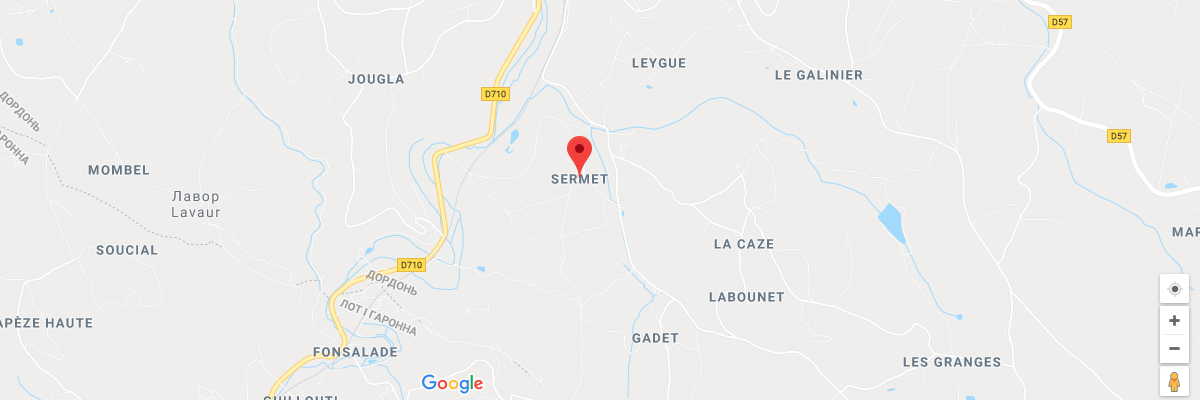 D57
LEYGUE
JOUGLA
LE GALINIER
D710
ДОРДОНЬ
ГАРОННА
D57
MOMBEL
SERMET
Лавор
Lavaur
SOUCIAL
LA CAZE
MAR
D710
ДОРДОНЬ
ЛОТ І ГАРОННА
LABOUNET
APÈZE HAUTE
GADET
FONSALADE
LES GRANGES
Google